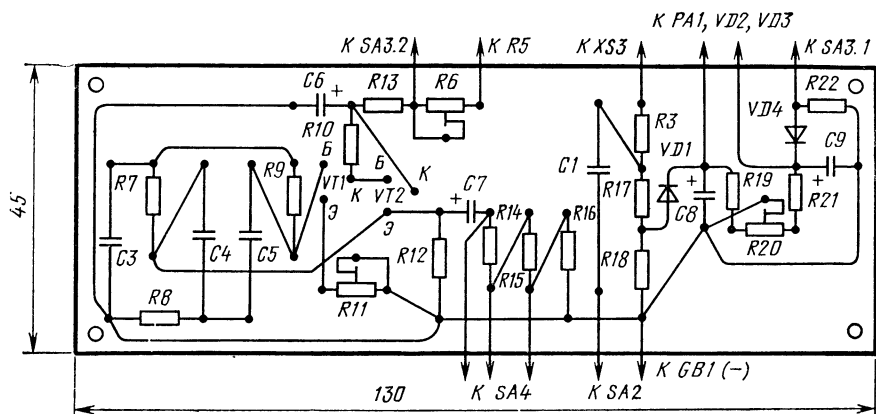 К PA1, VD2, VD3
К SA3.2
К R5
К XS3
К SA3.1
C6
+
R13
R6
R22
R10
R3
VD4
VD1
C9
45
R7
R9
Б
Б
К
К
VT1
VT2
C7
+
C1
R17
R19
+
+
Э
Э
R14
R16
C8
R21
C3
C4
C5
R12
R15
R18
R20
R8
R11
130
К SA4
К SA2
К GB1 (−)